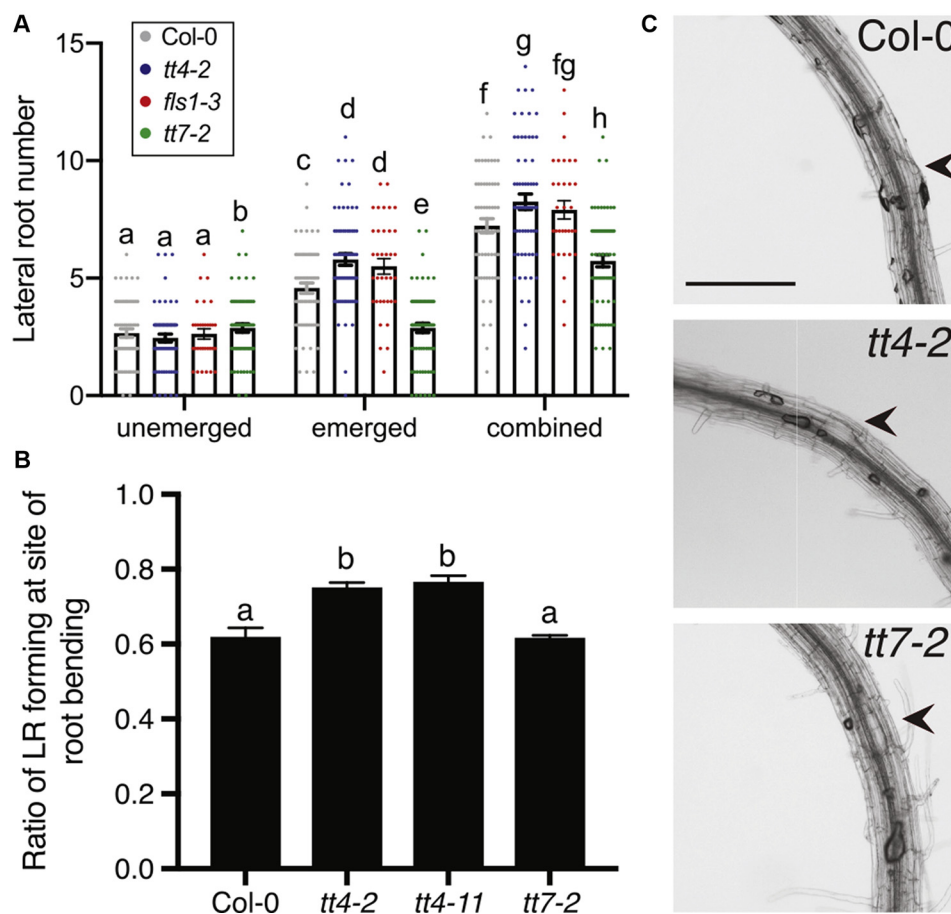 A
15
10
5
0
Lateral root number
Col-0
tt4-2
fls1-3
tt7-2
a a a b
c d d e
f g fg h
unemerged emerged combined
B
1.0
0.8
0.6
0.4
0.2
0.0
Ratio of LR forming at site of
root bending
a b b a
Col-0 tt4-2 tt4-11 tt7-2
C
Col-0
tt4-2
tt7-2